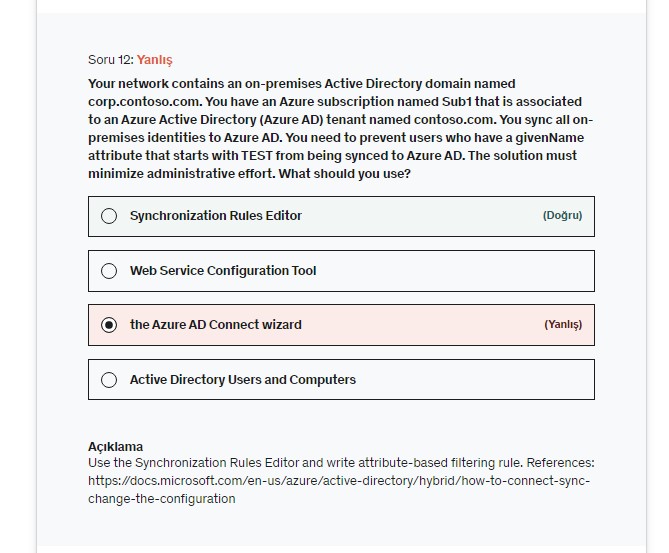 Soru 12: Yanlış
Your network contains an on-premises Active Directory domain named
corp.contoso.com. You have an Azure subscription named Sub1 that is associated
to an Azure Active Directory (Azure AD) tenant named contoso.com. You sync all on-
premises identities to Azure AD. You need to prevent users who have a givenName
attribute that starts with TEST from being synced to Azure AD. The solution must
minimize administrative effort. What should you use?
Synchronization Rules Editor (Doğru)
Web Service Configuration Tool
the Azure AD Connect wizard (Yanlış)
Active Directory Users and Computers
Açıklama
Use the Synchronization Rules Editor and write attribute-based filtering rule. References:
https://docs.microsoft.com/en-us/azure/active-directory/hybrid/how-to-connect-sync-
change-the-configuration